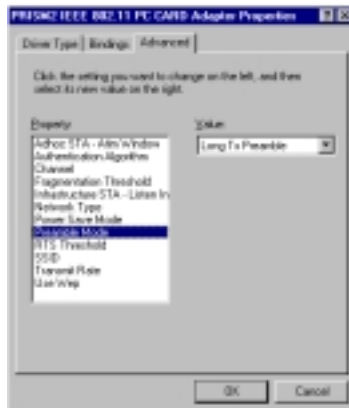 PRISM2 IEEE 802.11 PC CARD Adapter Properties
Driver Type
Bindings
Advanced
Click the setting you want to change on the left, and then
select its new value on the right.
Property:
Value:
Adhoc STA - Atim Window
Authentication Algorithm
Channel
Fragmentation Threshold
Infrastructure STA - Listen In
Network Type
Power Save Mode
Preamble Mode
RTS Threshold
SSID
Transmit Rate
Use Wep
Long Tx Preamble
OK
Cancel